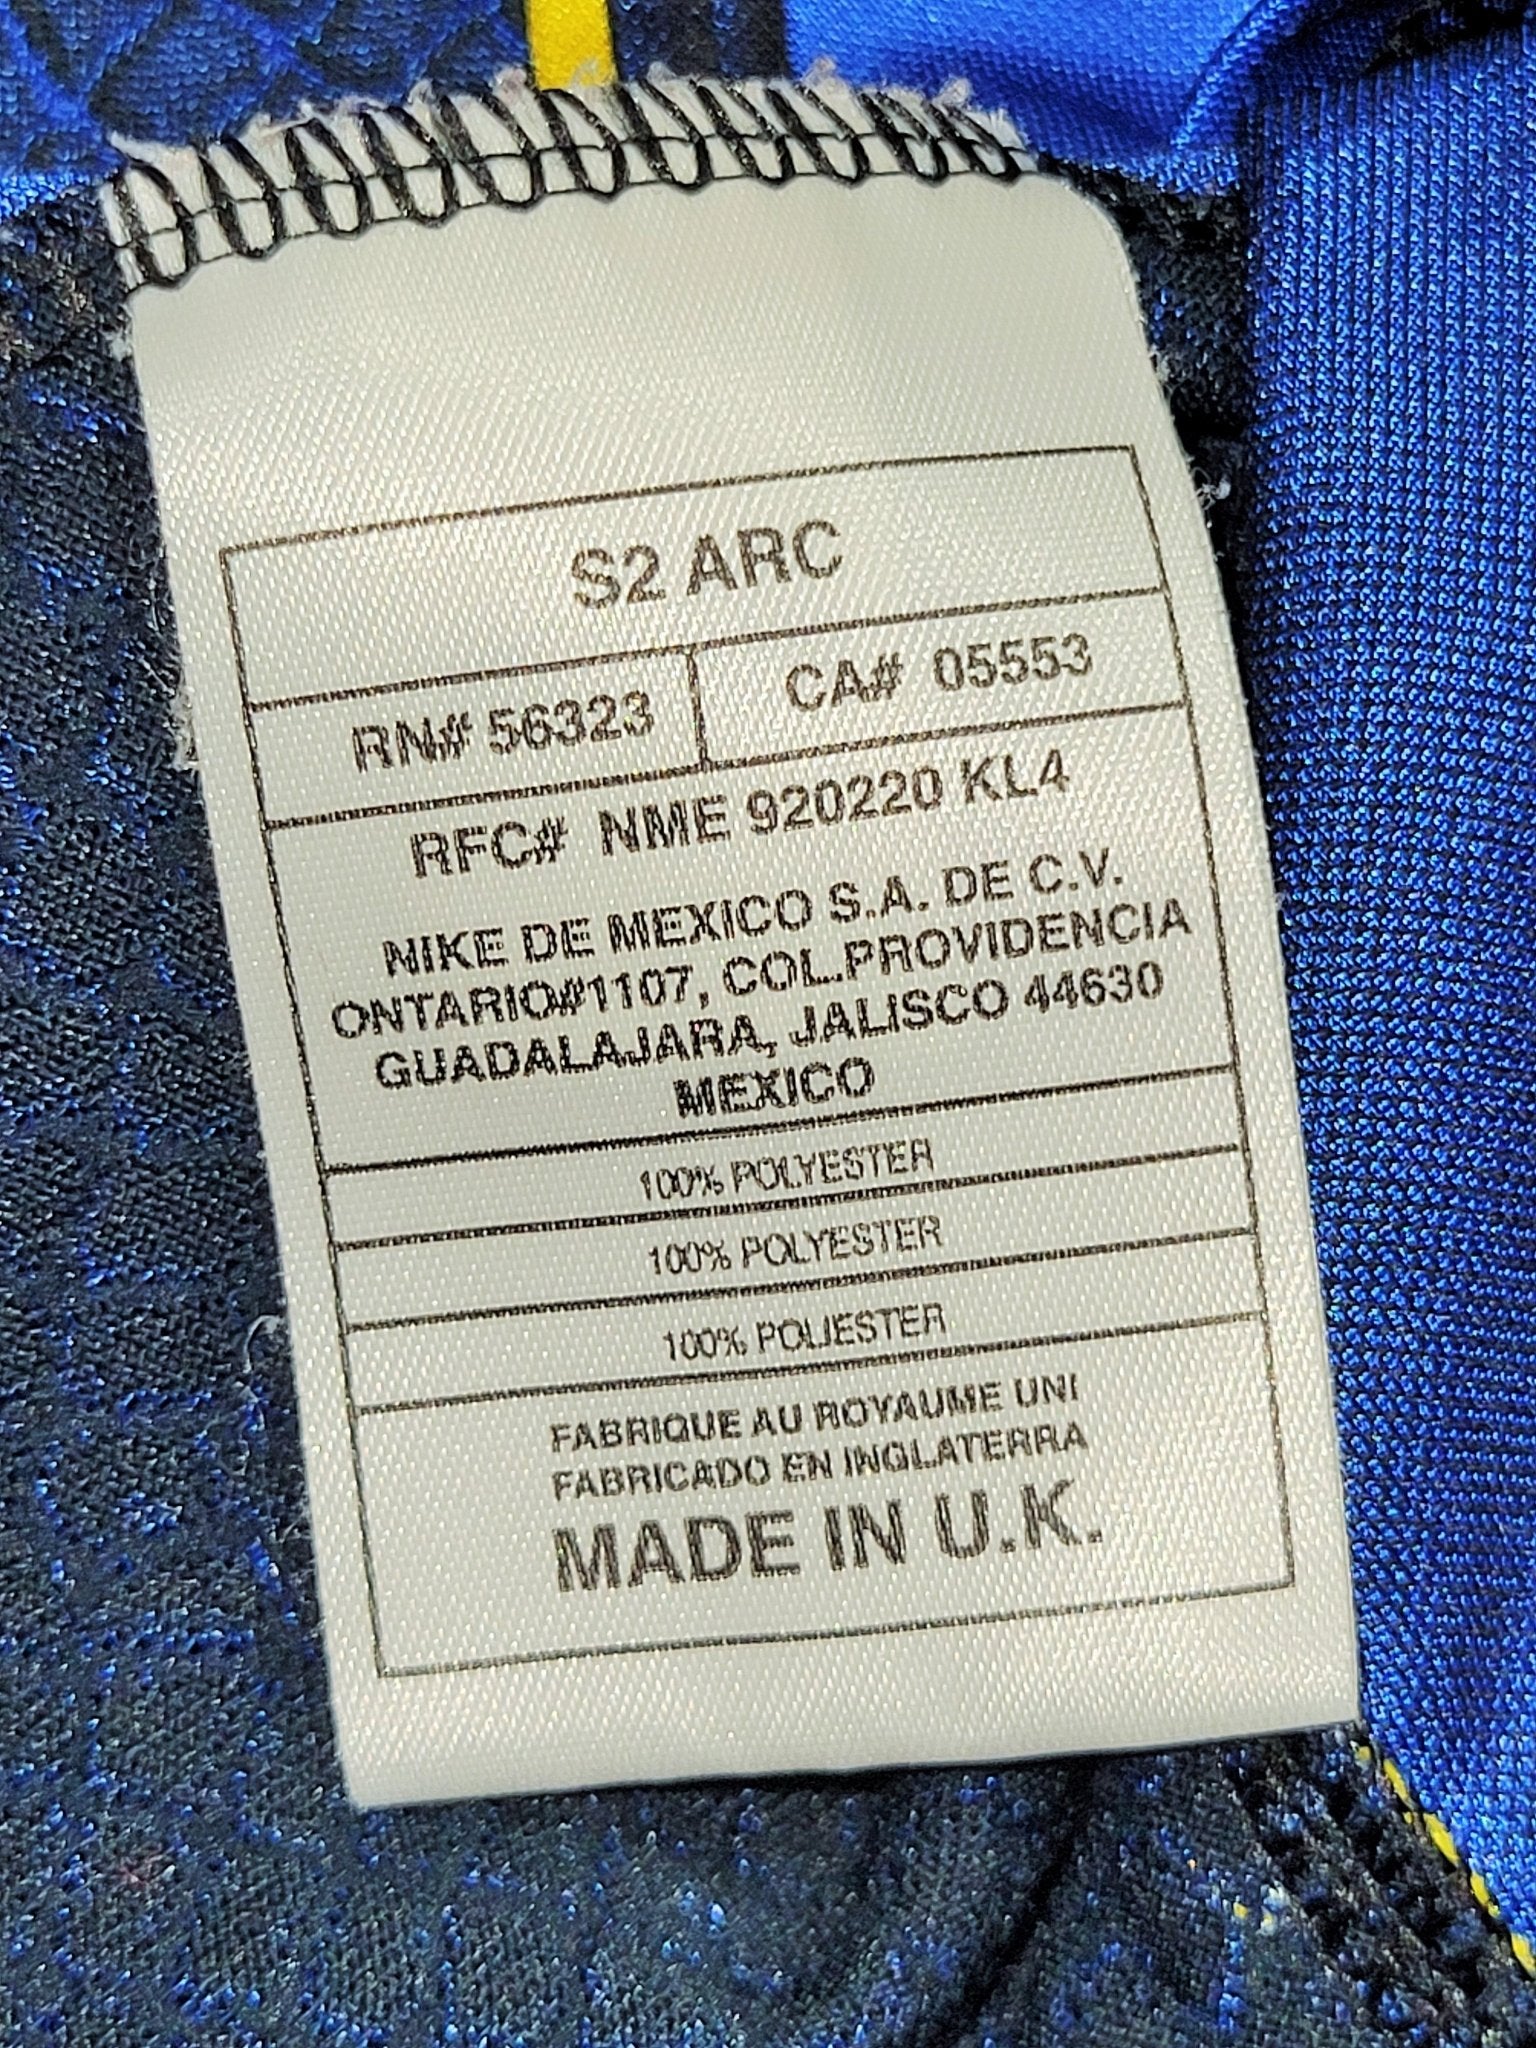 S2 ARC
RN# 56323 CA# 05553
RFC# NME 920220 KL4
NIKE DE MEXICO S.A. DE C.V.
ONTARIO#1107, COL.PROVIDENCIA
GUADALAJARA, JALISCO 44630
MEXICO
100% POLYESTER
100% POLYESTER
100% POLIESTER
FABRIQUE AU ROYAUME UNI
FABRICADO EN INGLATERRA
MADE IN U.K.